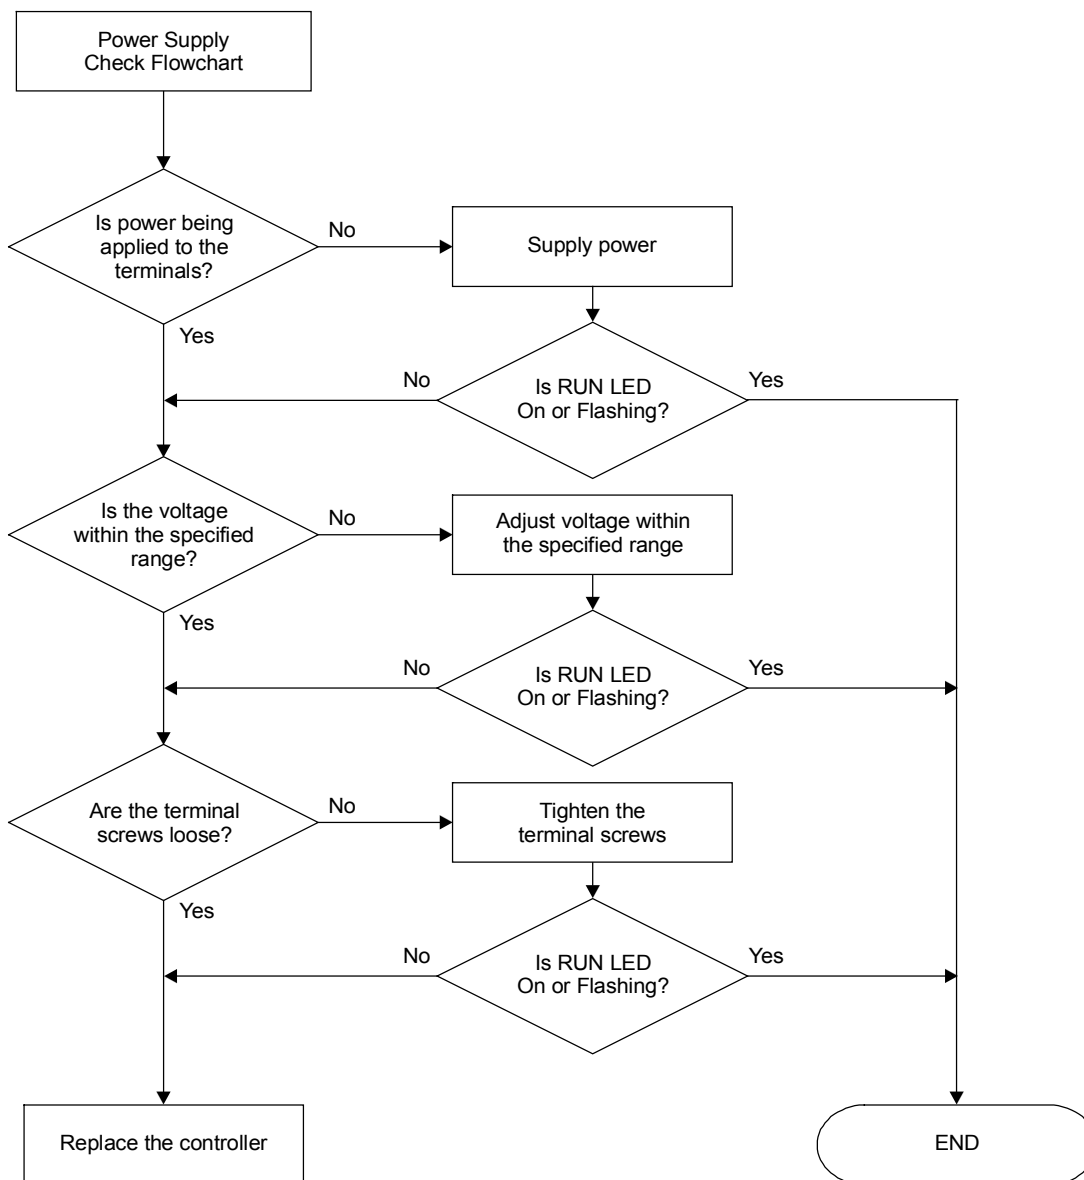 Power Supply
Check Flowchart
Is power being
applied to the
terminals?
No
Supply power
Yes
No
Is RUN LED
On or Flashing?
Yes
Is the voltage
within the specified
range?
No
Adjust voltage within
the specified range
Yes
No
Is RUN LED
On or Flashing?
Yes
Are the terminal
screws loose?
No
Tighten the
terminal screws
Yes
No
Is RUN LED
On or Flashing?
Yes
Replace the controller
END